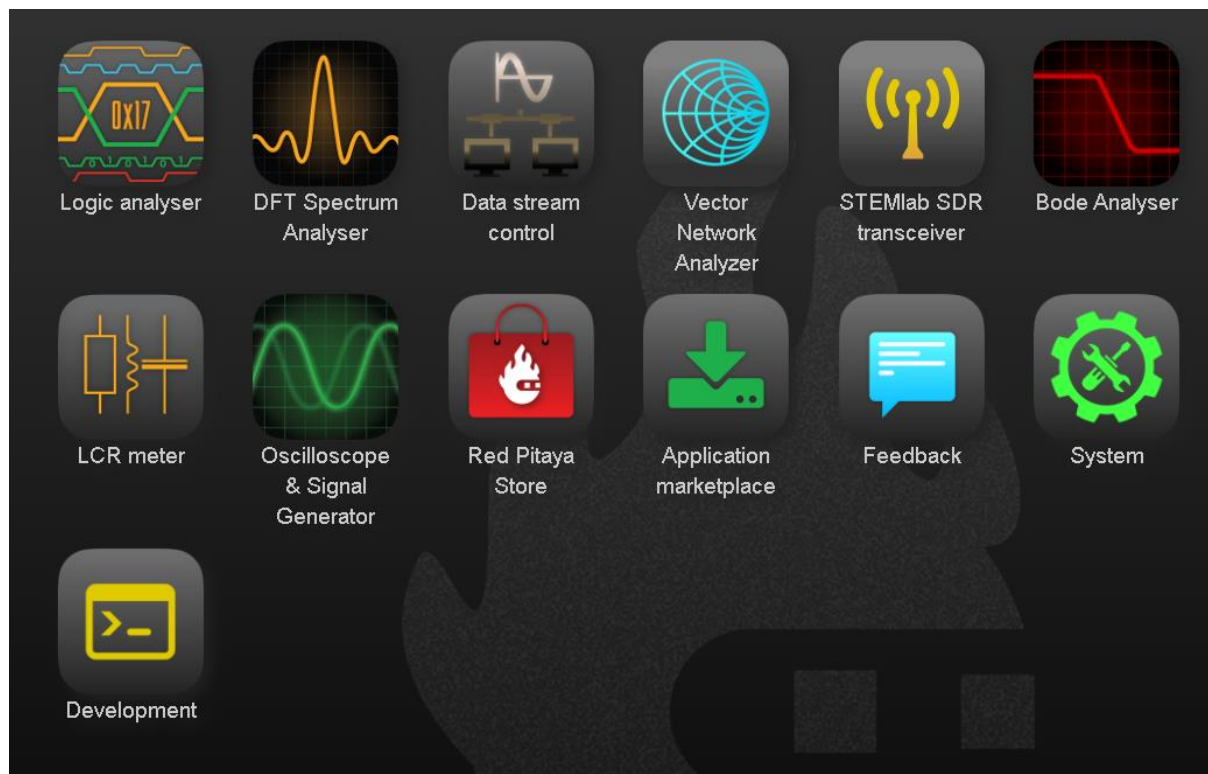 0x17
Logic analyser
DFT Spectrum
Analyser
Data stream
control
Vector
Network
Analyzer
STEMlab SDR
transceiver
Bode Analyser
LCR meter
Oscilloscope
& Signal
Generator
Red Pitaya
Store
Application
marketplace
Feedback
System
>_
Development